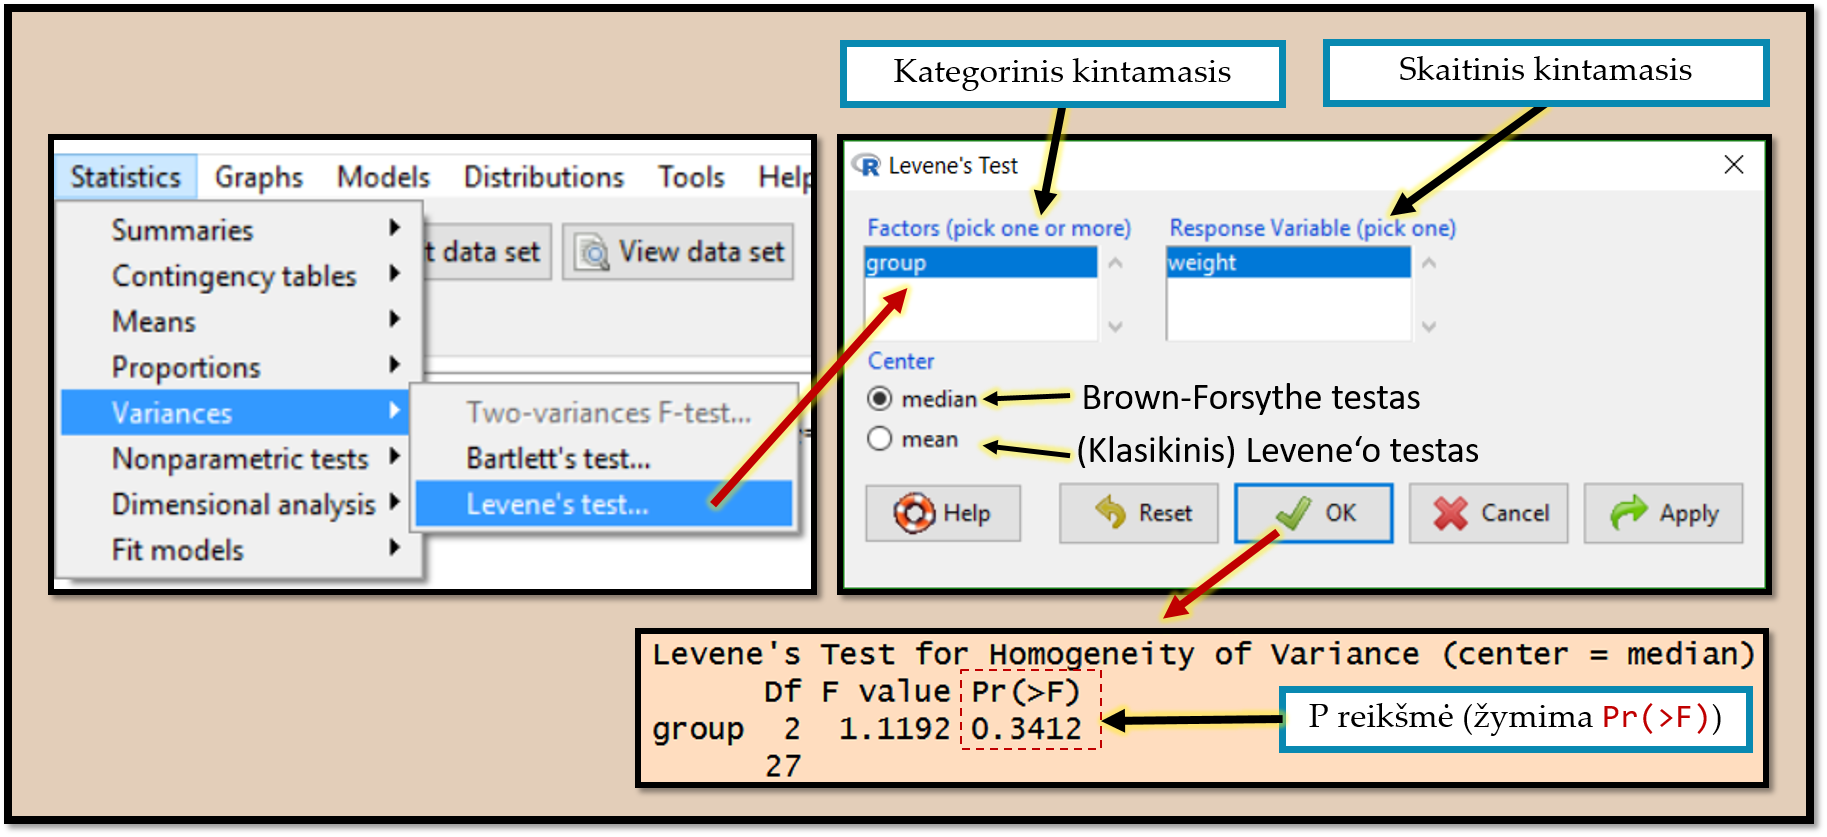 Kategorinis kintamasis
Skaitinis kintamasis
Statistics Graphs Models Distributions Tools Help
Summaries
Contingency tables
Means
Proportions
Variances
Nonparametric tests
Dimensional analysis
Fit models
t data set
View data set
Two-variances F-test...
Bartlett's test...
Levene's test...
R Levene's Test
Factors (pick one or more)
group
Response Variable (pick one)
weight
Center
median
Brown-Forsythe testas
mean
(Klasikinis) Levene‘o testas
Help Reset OK Cancel Apply
Levene's Test for Homogeneity of Variance (center = median)
Df F value Pr(>F)
group 2 1.1192 0.3412
27
P reikšmė (žymima Pr(>F))